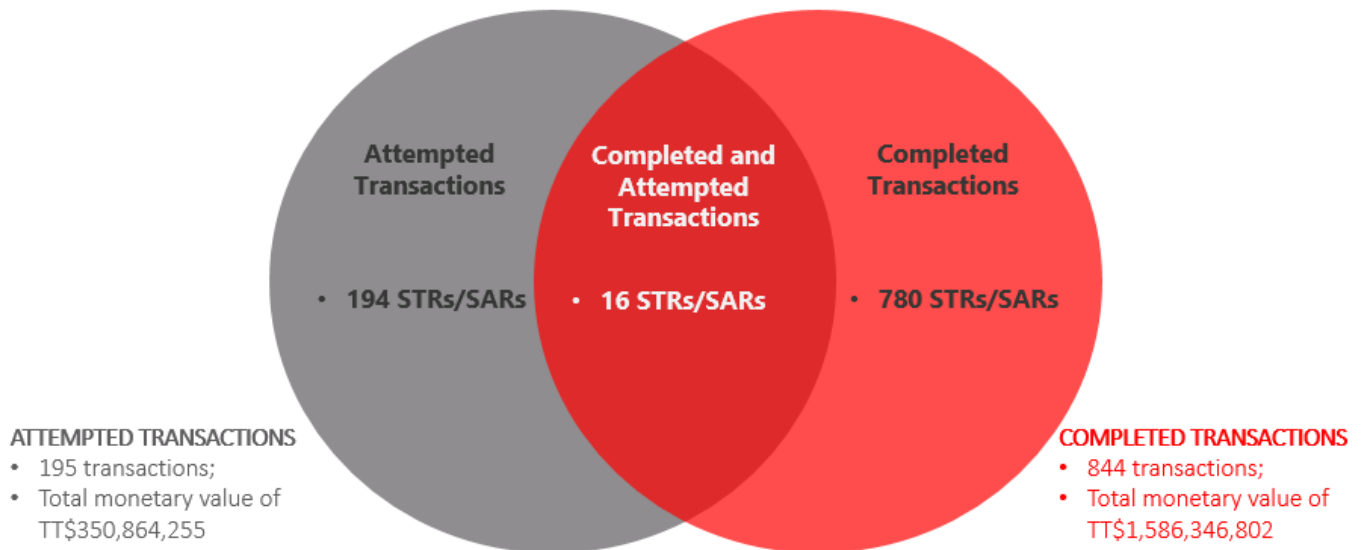 Attempted
Transactions
• 194 STRs/SARs
Completed and
Attempted
Transactions
• 16 STRs/SARs
Completed
Transactions
• 780 STRs/SARs
ATTEMPTED TRANSACTIONS
• 195 transactions;
• Total monetary value of
TT$350,864,255
COMPLETED TRANSACTIONS
• 844 transactions;
• Total monetary value of
TT$1,586,346,802